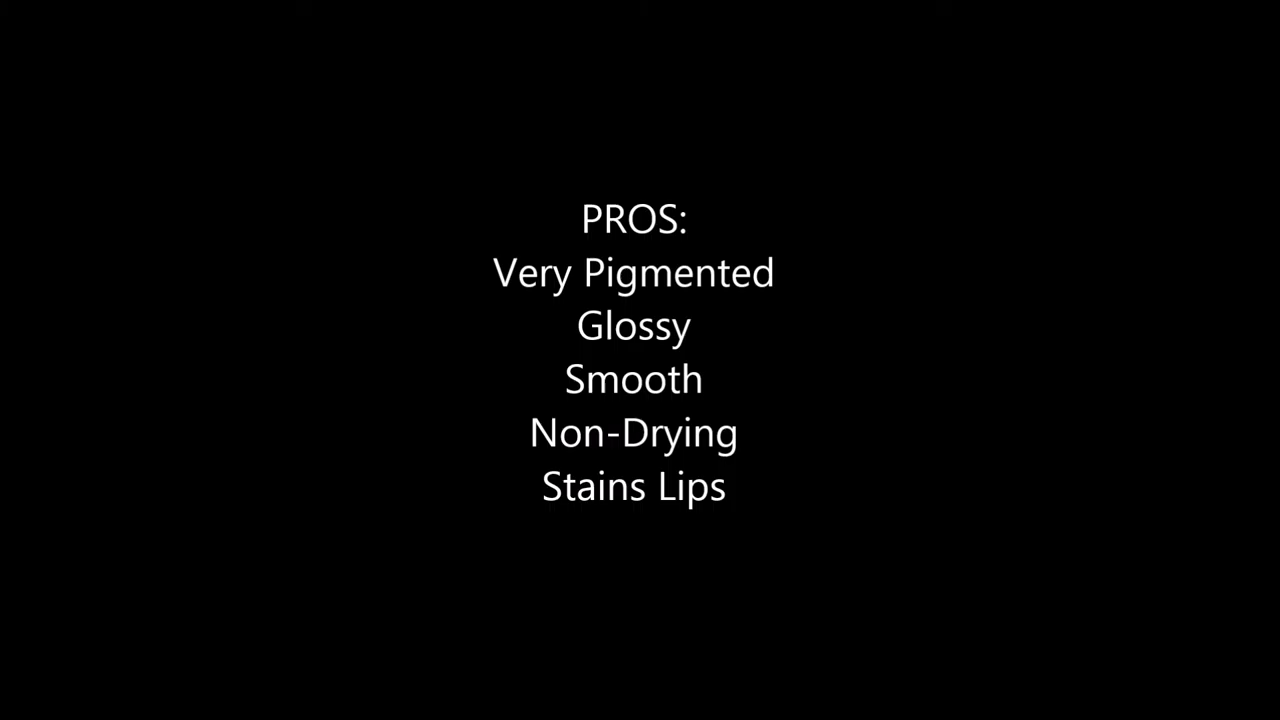 PROS:
Very Pigmented
Glossy
Smooth
Non-Drying
Stains Lips